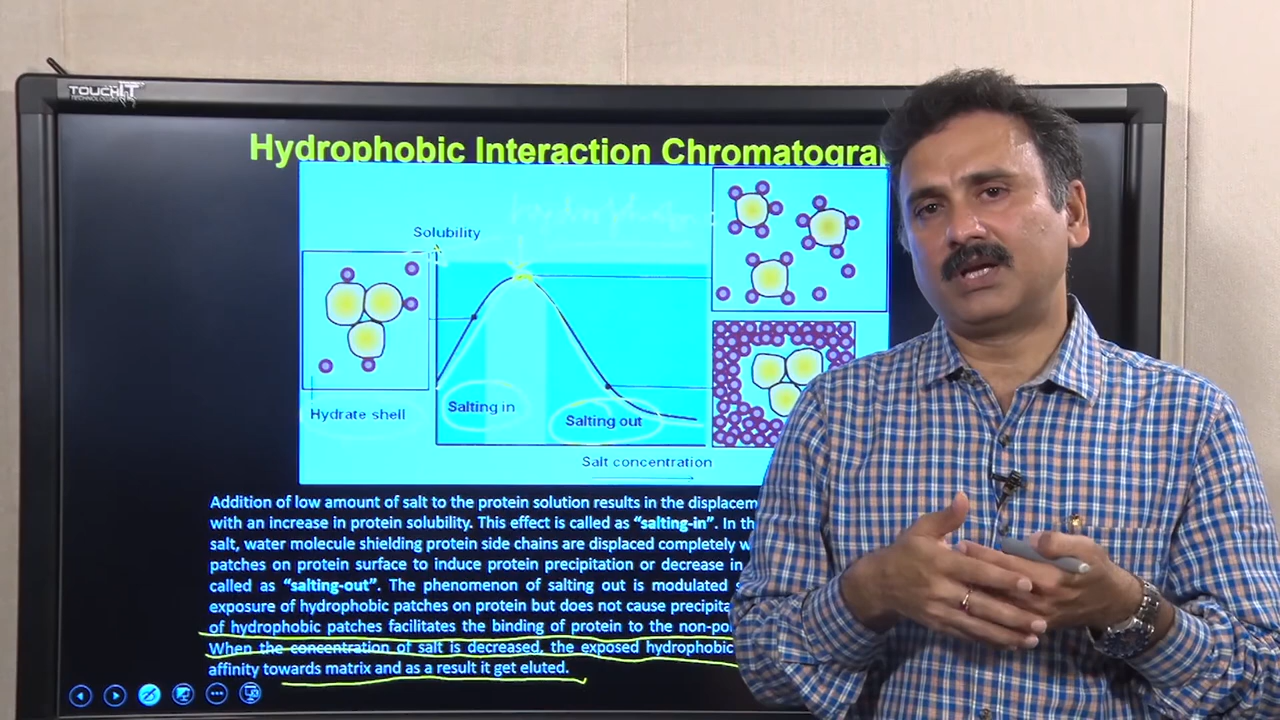 TOUCHIT
TECHNOLOGIES
Hydrophobic Interaction Chromatogra
Solubility
Hydrate shell
Salting in
Salting out
Salt concentration
Addition of low amount of salt to the protein solution results in the displacem
with an increase in protein solubility. This effect is called as “salting-in”. In th
salt, water molecule shielding protein side chains are displaced completely w
patches on protein surface to induce protein precipitation or decrease in
called as “salting-out”. The phenomenon of salting out is modulated s
exposure of hydrophobic patches on protein but does not cause precipita
of hydrophobic patches facilitates the binding of protein to the non-po
When the concentration of salt is decreased, the exposed hydrophobic
affinity towards matrix and as a result it get eluted.